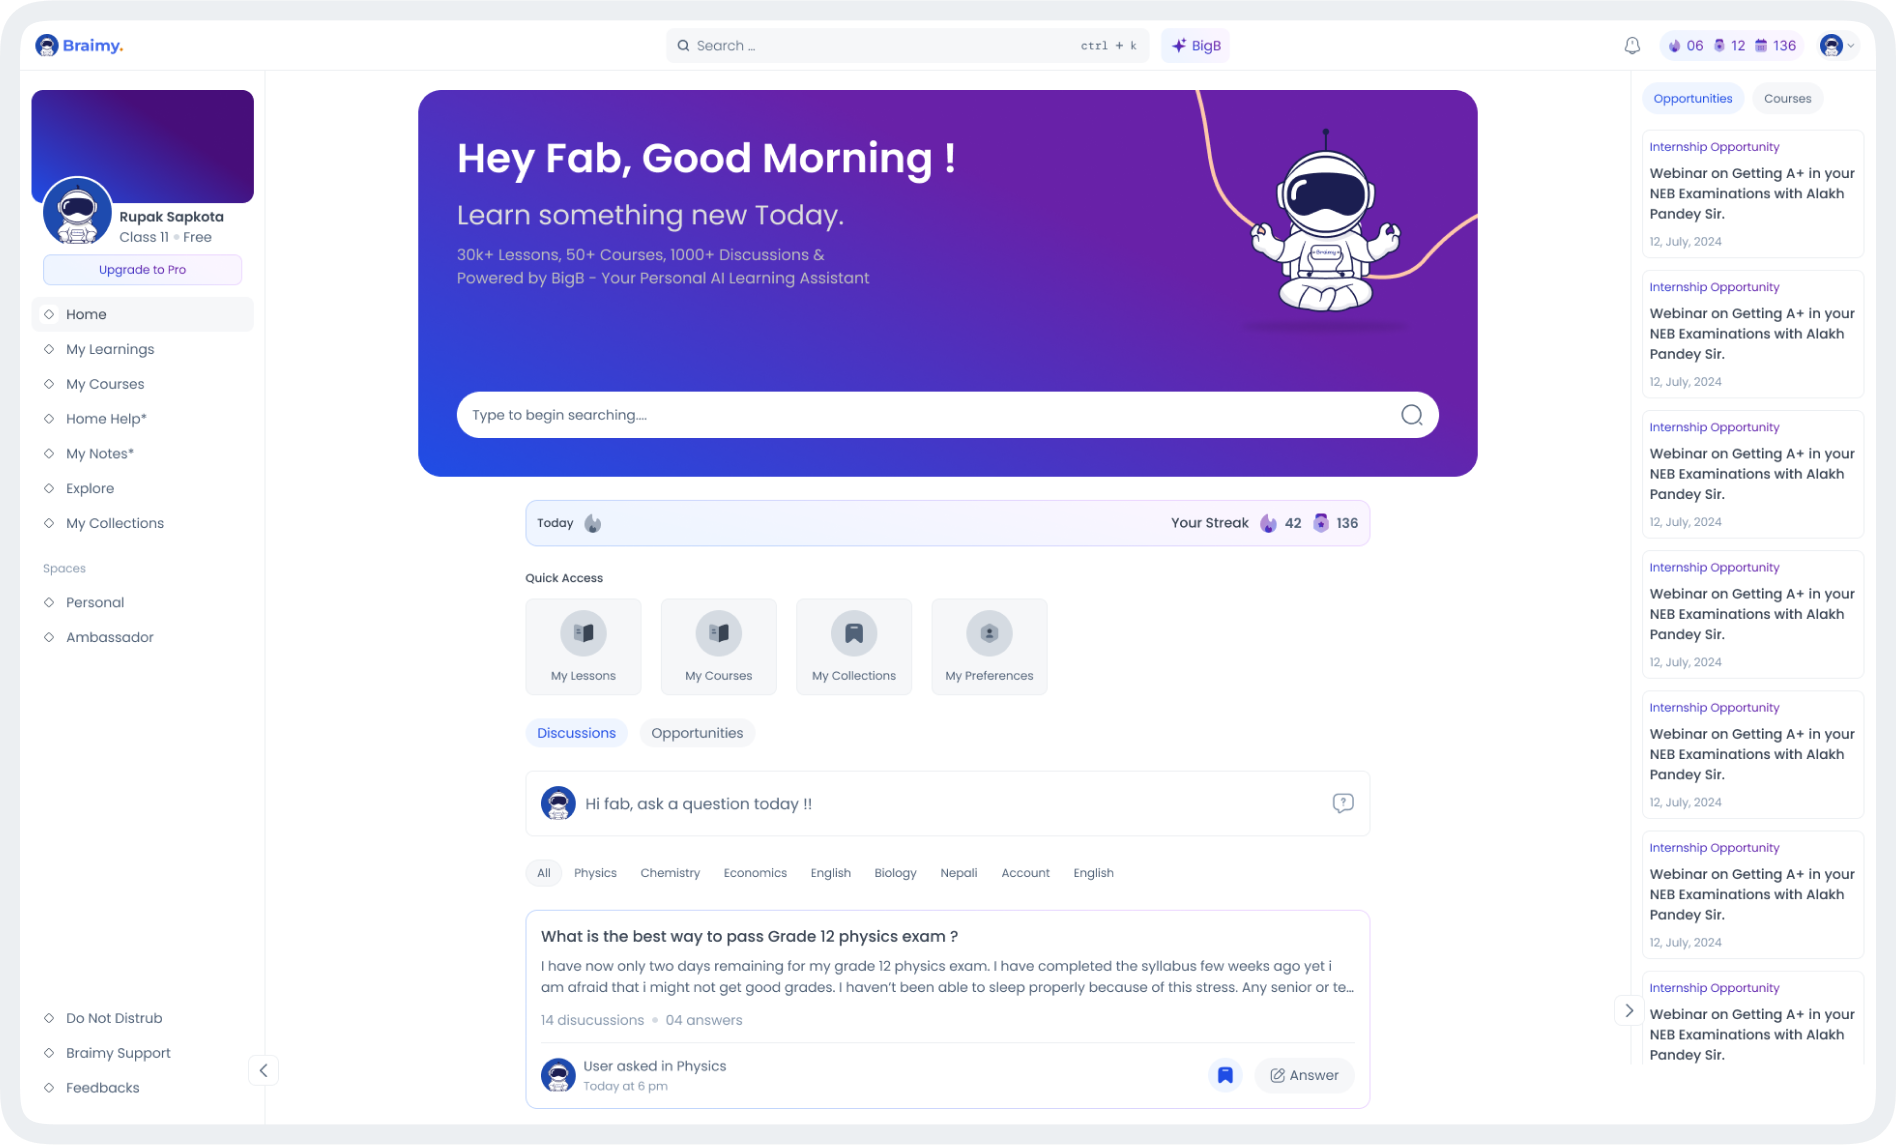 Braimy.
Search ...
ctrl + k
BigB
06 12 136
Rupak Sapkota
Class 11 • Free
Upgrade to Pro
Home
My Learnings
My Courses
Home Help*
My Notes*
Explore
My Collections
Spaces
Personal
Ambassador
Do Not Distrub
Braimy Support
Feedbacks
Hey Fab, Good Morning !
Learn something new Today.
30k+ Lessons, 50+ Courses, 1000+ Discussions &
Powered by BigB - Your Personal AI Learning Assistant
Braimy
Type to begin searching....
Today
Your Streak 42 136
Quick Access
My Lessons
My Courses
My Collections
My Preferences
Discussions
Opportunities
Hi fab, ask a question today !!
All Physics Chemistry Economics English Biology Nepali Account English
What is the best way to pass Grade 12 physics exam ?
I have now only two days remaining for my grade 12 physics exam. I have completed the syllabus few weeks ago yet i
am afraid that i might not get good grades. I haven't been able to sleep properly because of this stress. Any senior or te...
14 disucussions • 04 answers
User asked in Physics
Today at 6 pm
Answer
Opportunities
Courses
Internship Opportunity
Webinar on Getting A+ in your
NEB Examinations with Alakh
Pandey Sir.
12, July, 2024
Internship Opportunity
Webinar on Getting A+ in your
NEB Examinations with Alakh
Pandey Sir.
12, July, 2024
Internship Opportunity
Webinar on Getting A+ in your
NEB Examinations with Alakh
Pandey Sir.
12, July, 2024
Internship Opportunity
Webinar on Getting A+ in your
NEB Examinations with Alakh
Pandey Sir.
12, July, 2024
Internship Opportunity
Webinar on Getting A+ in your
NEB Examinations with Alakh
Pandey Sir.
12, July, 2024
Internship Opportunity
Webinar on Getting A+ in your
NEB Examinations with Alakh
Pandey Sir.
12, July, 2024
Internship Opportunity
Webinar on Getting A+ in your
NEB Examinations with Alakh
Pandey Sir.